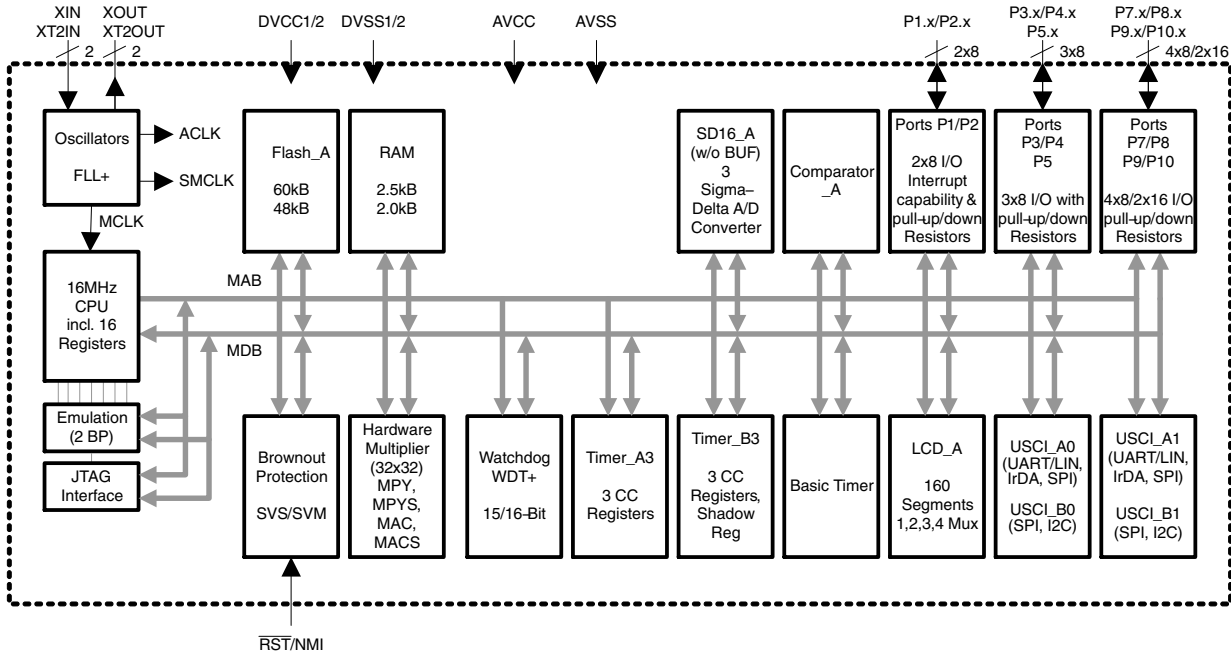 XIN
XT2IN
2
XOUT
XT2OUT
2
DVCC1/2
DVSS1/2
AVCC
AVSS
P1.x/P2.x
2x8
P3.x/P4.x
P5.x
3x8
P7.x/P8.x
P9.x/P10.x
4x8/2x16
Oscillators
FLL+
ACLK
SMCLK
MCLK
Flash_A
60kB
48kB
RAM
2.5kB
2.0kB
SD16_A
(w/o BUF)
3
Sigma–
Delta A/D
Converter
Comparator
_A
Ports P1/P2
2x8 I/O
Interrupt
capability &
pull–up/down
Resistors
Ports
P3/P4
P5
3x8 I/O with
pull–up/down
Resistors
Ports
P7/P8
P9/P10
4x8/2x16 I/O
pull–up/down
Resistors
16MHz
CPU
incl. 16
Registers
MAB
MDB
Emulation
(2 BP)
JTAG
Interface
Brownout
Protection
SVS/SVM
Hardware
Multiplier
(32x32)
MPY,
MPYS,
MAC,
MACS
Watchdog
WDT+
15/16–Bit
Timer_A3
3 CC
Registers
Timer_B3
3 CC
Registers,
Shadow
Reg
Basic Timer
LCD_A
160
Segments
1,2,3,4 Mux
USCI_A0
(UART/LIN,
IrDA, SPI)
USCI_B0
(SPI, I2C)
USCI_A1
(UART/LIN,
IrDA, SPI)
USCI_B1
(SPI, I2C)
RST/NMI